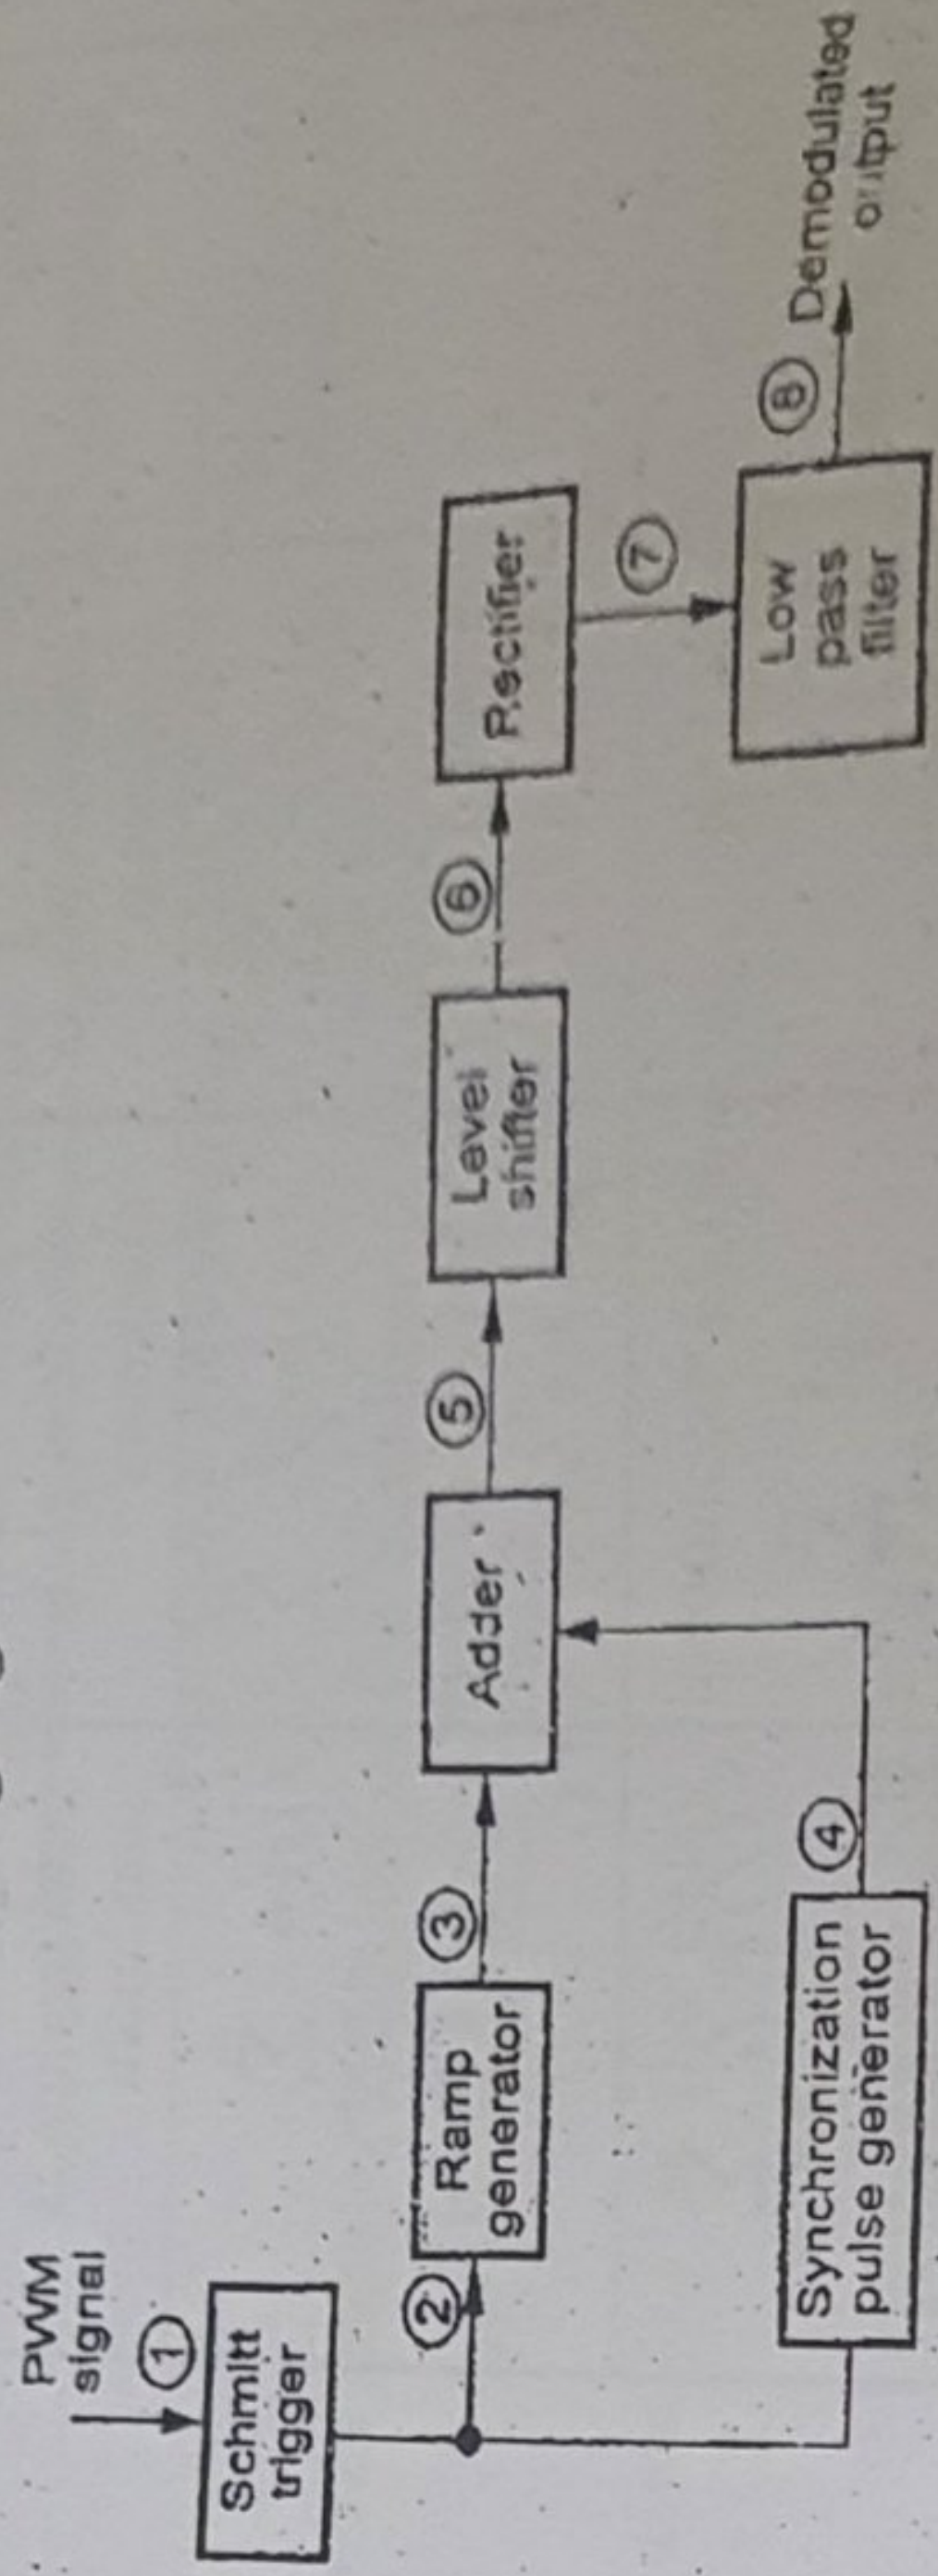 PWM
signal
①
Schmitt
trigger
②
Ramp
generator
③
Adder
⑤
Level
shifter
⑥
Rectifier
⑦
Synchronization
pulse generator
④
Low
pass
filter
⑧
Demodulated
output